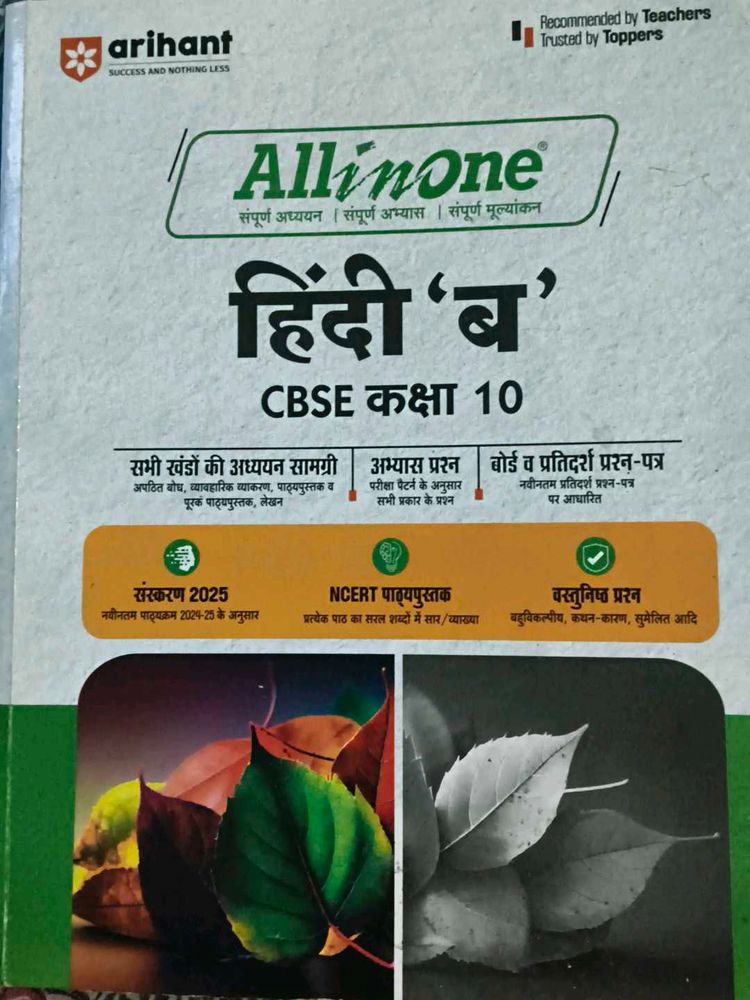 arihant
SUCCESS AND NOTHING LESS
Recommended by Teachers
Trusted by Toppers
All in One®
संपूर्ण अध्ययन | संपूर्ण अभ्यास | संपूर्ण मूल्यांकन
हिंदी ‘ब’
CBSE कक्षा 10
सभी खंडों की अध्ययन सामग्री
अपठित बोध, व्यावहारिक व्याकरण, पाठ्यपुस्तक व
पूरक पाठ्यपुस्तक, लेखन
अभ्यास प्रश्न
परीक्षा पैटर्न के अनुसार
सभी प्रकार के प्रश्न
बोर्ड व प्रतिदर्श प्रश्न-पत्र
नवीनतम प्रतिदर्श प्रश्न-पत्र
पर आधारित
संस्करण 2025
नवीनतम पाठ्यक्रम 2024-25 के अनुसार
NCERT पाठ्यपुस्तक
प्रत्येक पाठ का सरल शब्दों में सार/व्याख्या
वस्तुनिष्ठ प्रश्न
बहुविकल्पीय, कथन-कारण, सुमेलित आदि